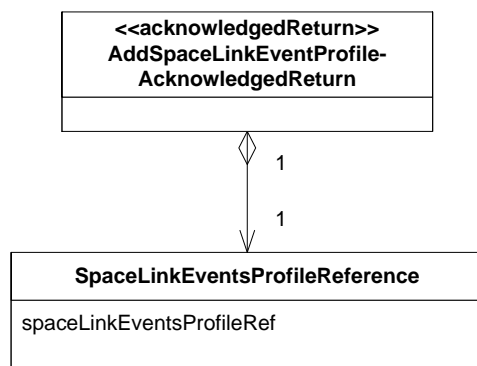 <<acknowledgedReturn>>
AddSpaceLinkEventProfile-
AcknowledgedReturn
1
1
SpaceLinkEventsProfileReference
spaceLinkEventsProfileRef